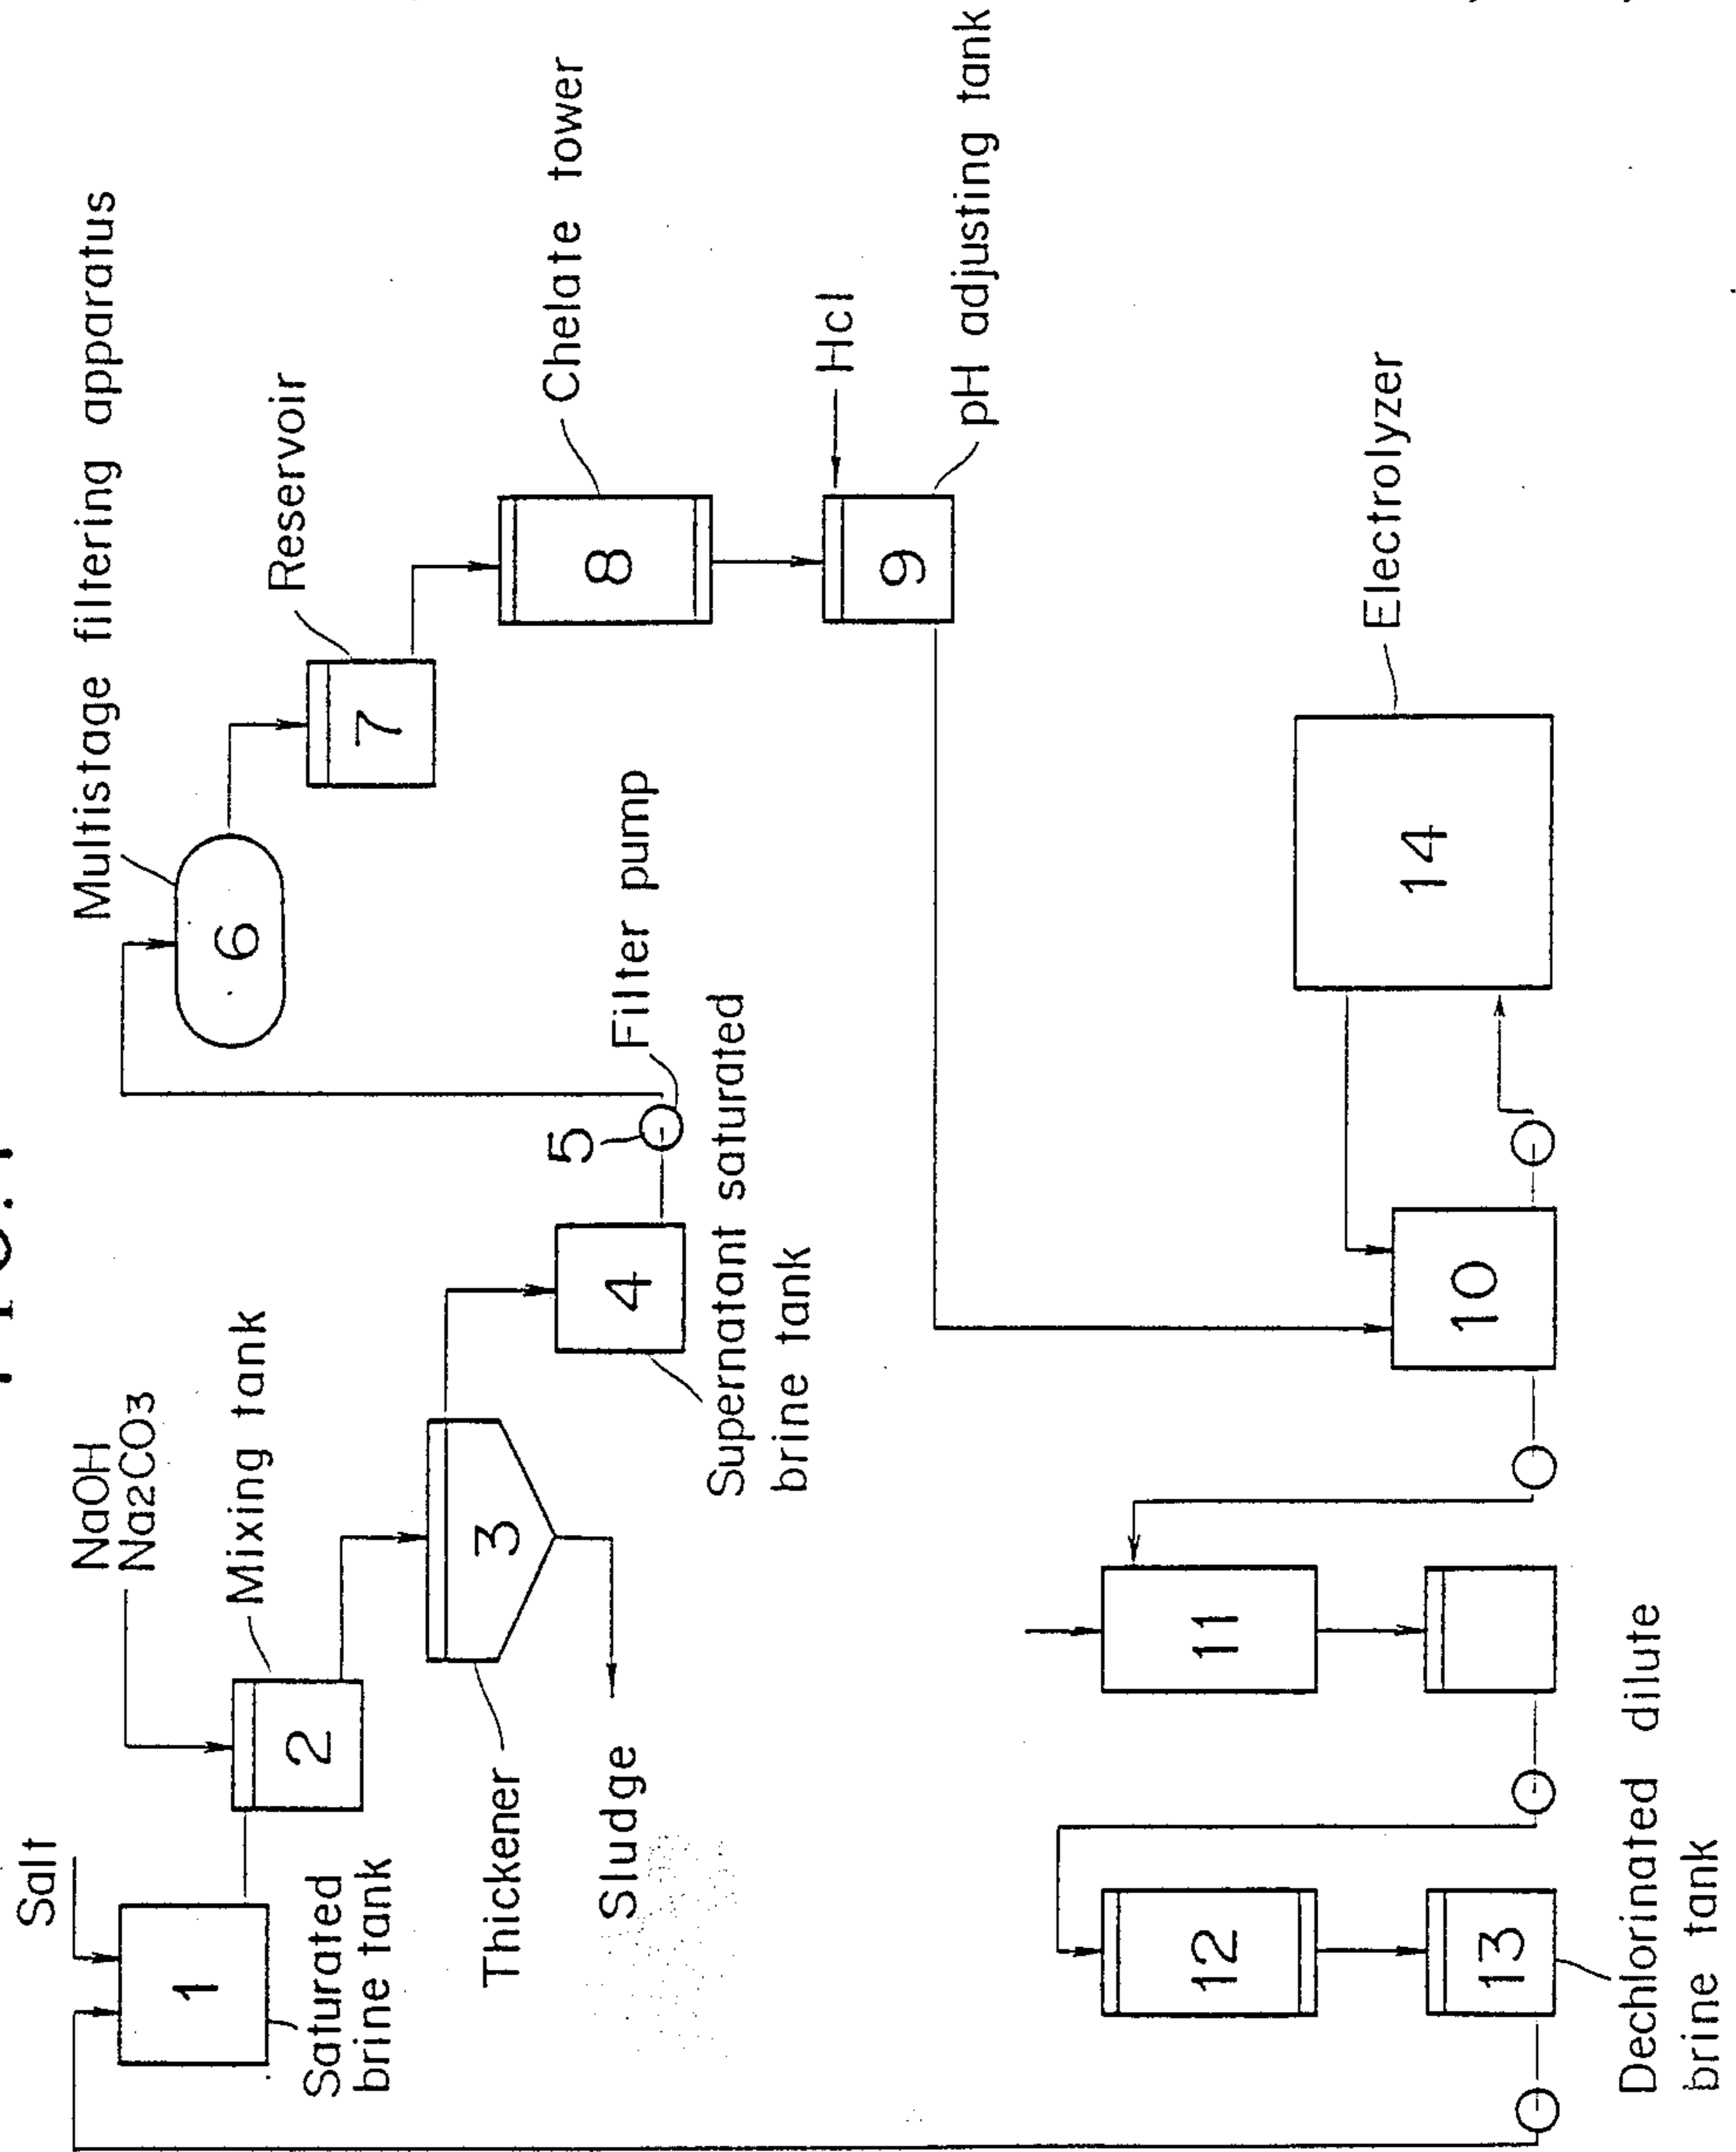 Salt
NaOH
Na2CO3
Multistage filtering apparatus
1
2
Mixing tank
6
Reservoir
7
Saturated
brine tank
Thickener
3
Sludge
4
5
Filter pump
Supernatant saturated
brine tank
8
Chelate tower
Hcl
9
pH adjusting tank
12
11
10
14
Electrolyzer
13
Dechlorinated dilute
brine tank